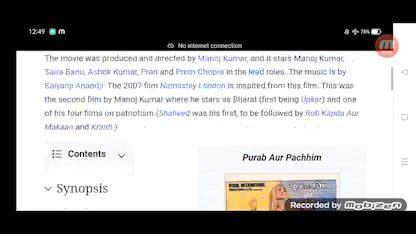 12:49
78%
No internet connection
The movie was produced and directed by Manoj Kumar, and it stars Manoj Kumar,
Saira Banu, Ashok Kumar, Pran and Prem Chopra in the lead roles. The music is by
Kalyanji Anandji. The 2007 film Namastey London is inspired from this film. This was
the second film by Manoj Kumar where he stars as Bharat (first being Upkar) and one
of his four films on patriotism (Shaheed was his first, to be followed by Roti Kapda Aur
Makaan and Kranti.)
Contents
Purab Aur Pachhim
Synopsis
Recorded by
MOBIZEN